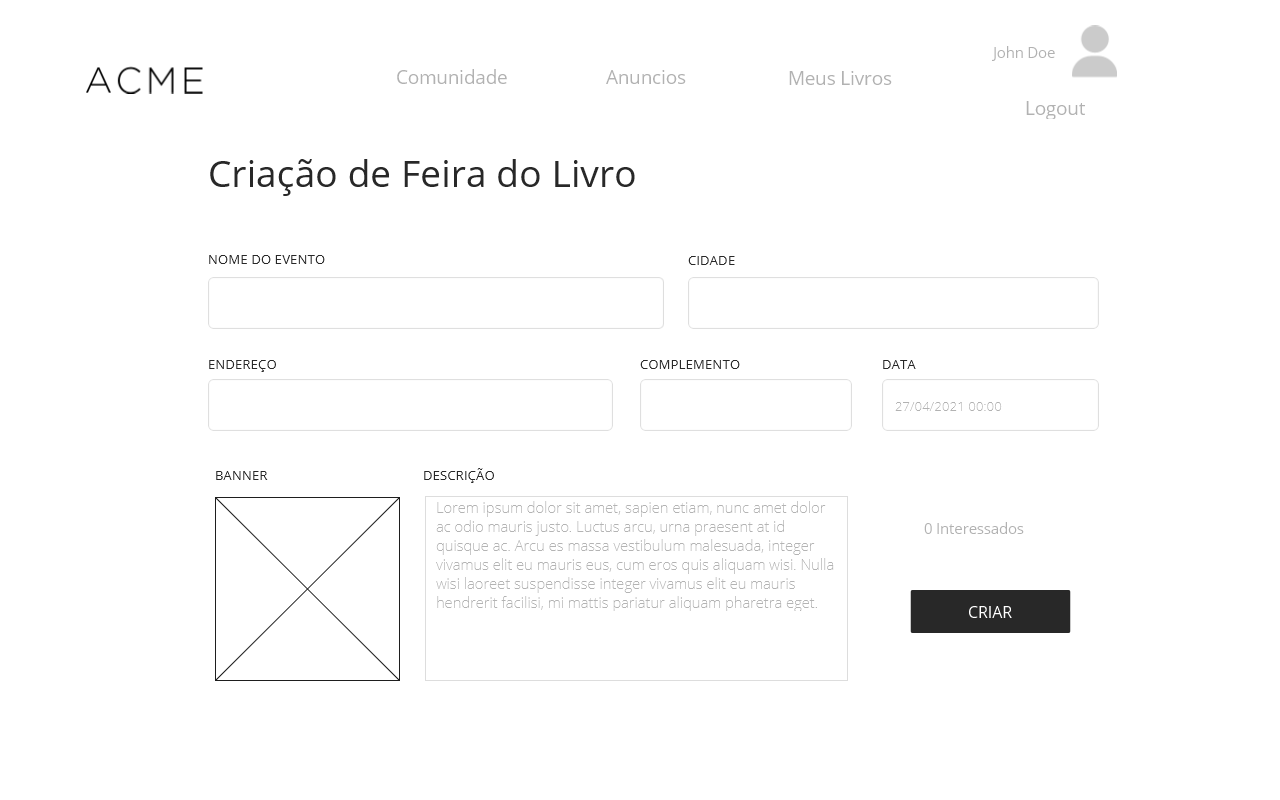 ACME
Comunidade
Anuncios
Meus Livros
John Doe
Logout
Criação de Feira do Livro
NOME DO EVENTO
CIDADE
ENDEREÇO
COMPLEMENTO
DATA
27/04/2021 00:00
BANNER
DESCRIÇÃO
Lorem ipsum dolor sit amet, sapien etiam, nunc amet dolor
ac odio mauris justo. Luctus arcu, urna praesent at id
quisque ac. Arcu es massa vestibulum malesuada, integer
vivamus elit eu mauris eus, cum eros quis aliquam wisi. Nulla
wisi laoreet suspendisse integer vivamus elit eu mauris
hendrerit facilisi, mi mattis pariatur aliquam pharetra eget.
0 Interessados
CRIAR